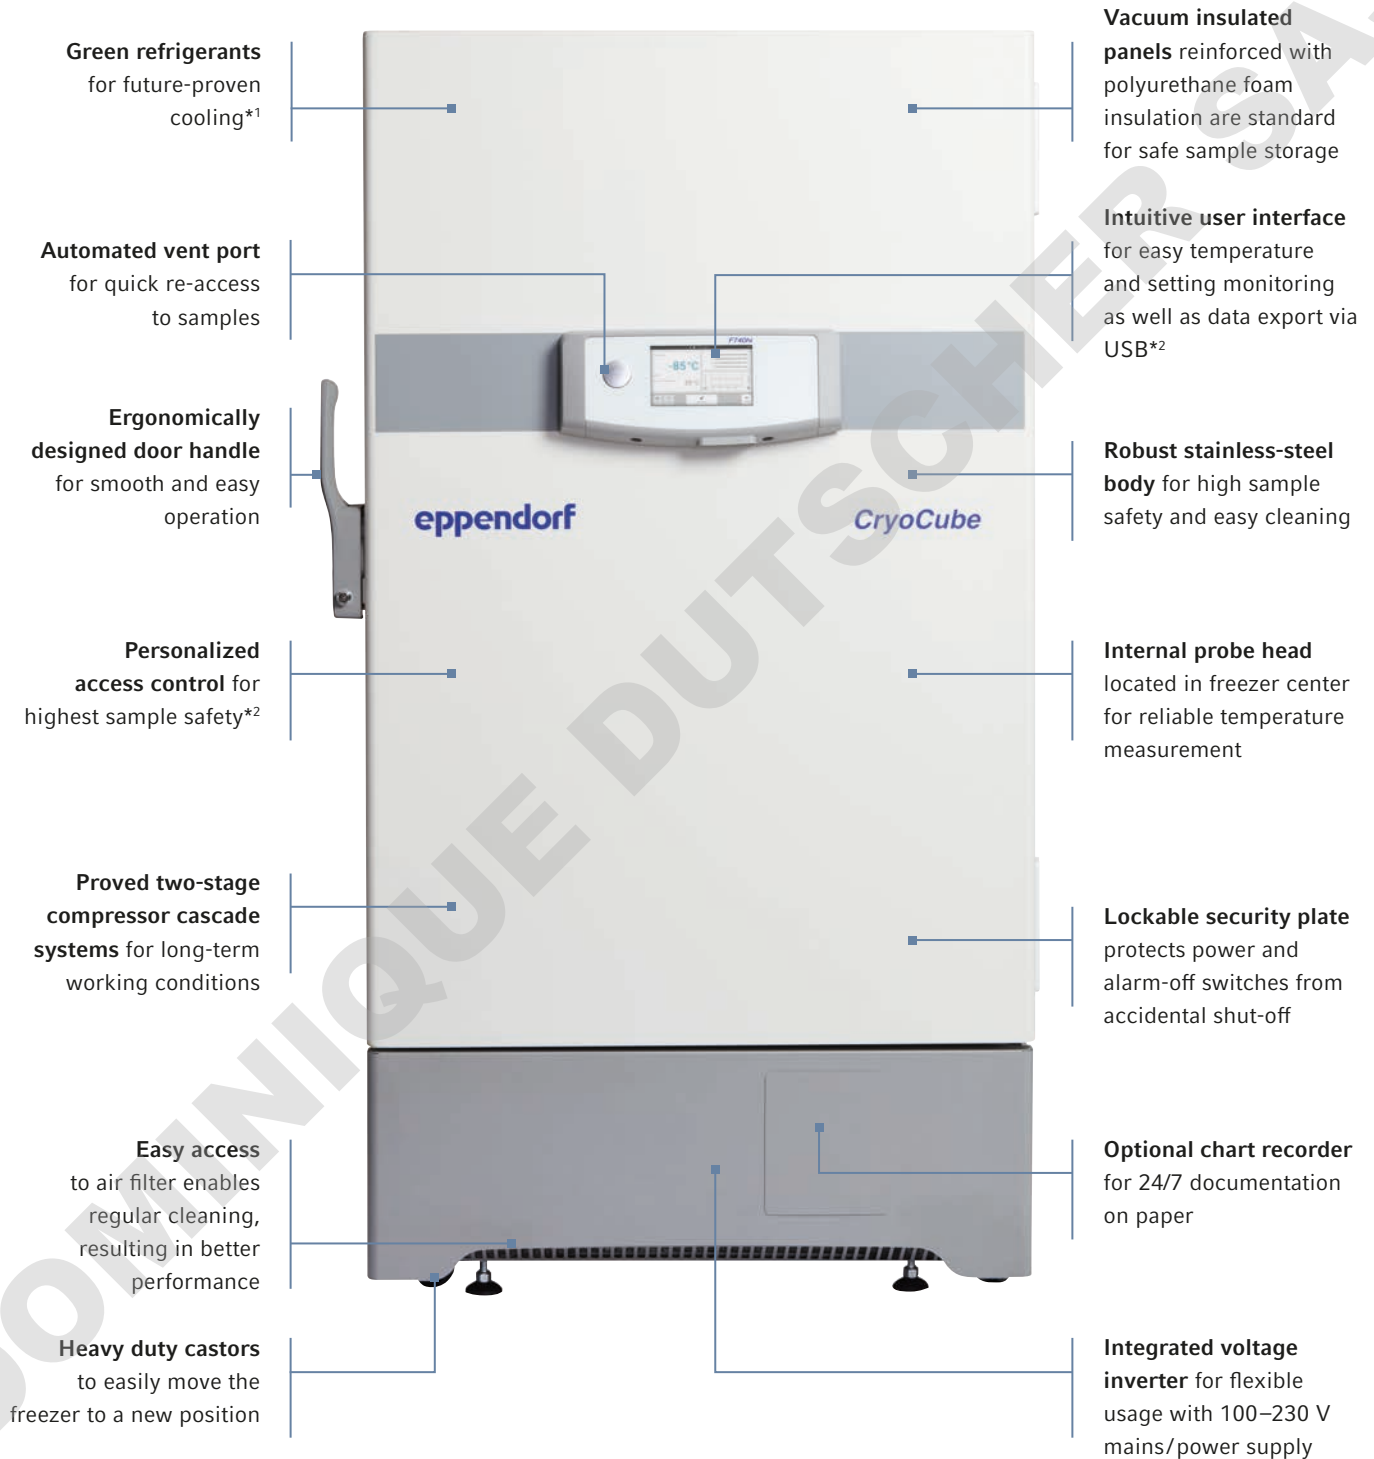 Green refrigerants
for future-proven
cooling*1
Automated vent port
for quick re-access
to samples
Ergonomically
designed door handle
for smooth and easy
operation
Personalized
access control for
highest sample safety*2
Proved two-stage
compressor cascade
systems for long-term
working conditions
Easy access
to air filter enables
regular cleaning,
resulting in better
performance
Heavy duty castors
to easily move the
freezer to a new position
F740hi
-85°C
eppendorf
CryoCube
Vacuum insulated
panels reinforced with
polyurethane foam
insulation are standard
for safe sample storage
Intuitive user interface
for easy temperature
and setting monitoring
as well as data export via
USB*2
Robust stainless-steel
body for high sample
safety and easy cleaning
Internal probe head
located in freezer center
for reliable temperature
measurement
Lockable security plate
protects power and
alarm-off switches from
accidental shut-off
Optional chart recorder
for 24/7 documentation
on paper
Integrated voltage
inverter for flexible
usage with 100–230 V
mains/power supply
DOMINIQUE DUTSCHER SA